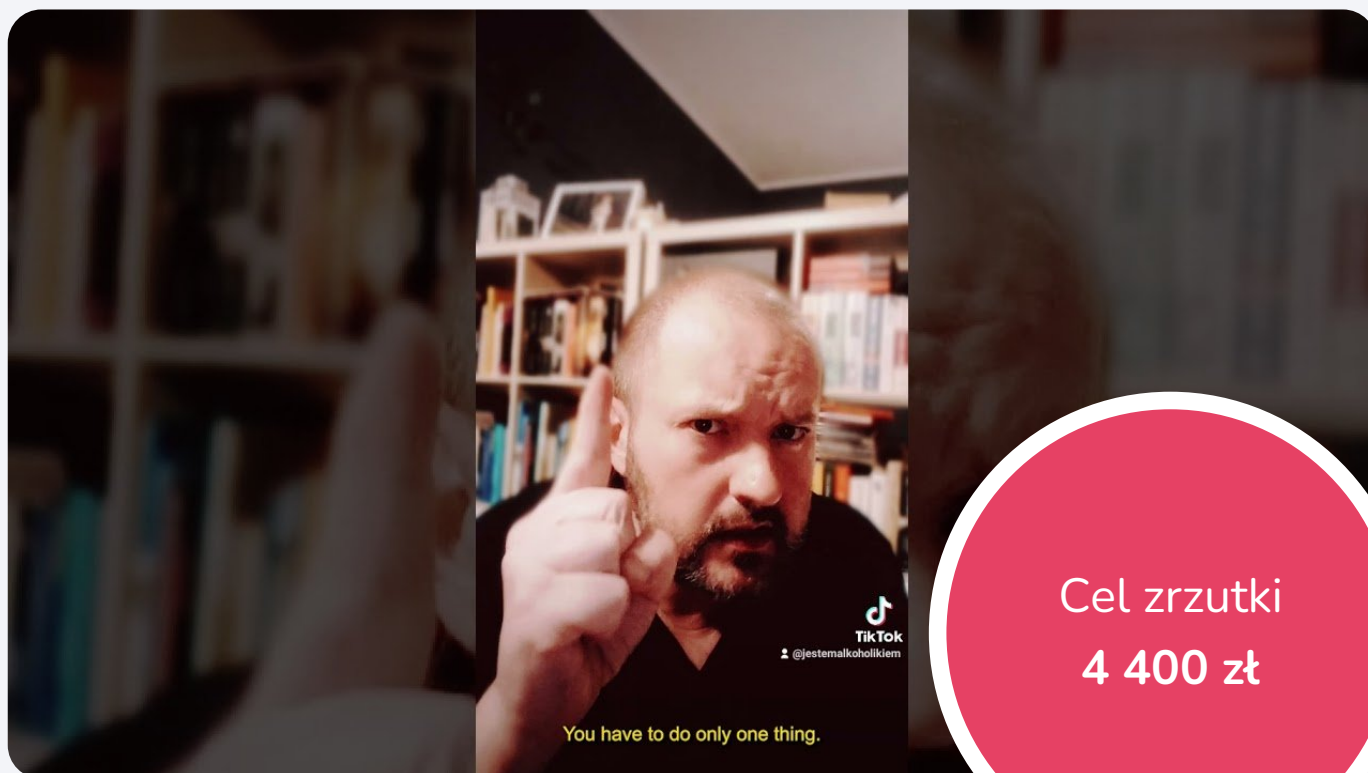 TikTok
@jestemalkoholikiem
You have to do only one thing.
Cel zrzutki
4 400 zł